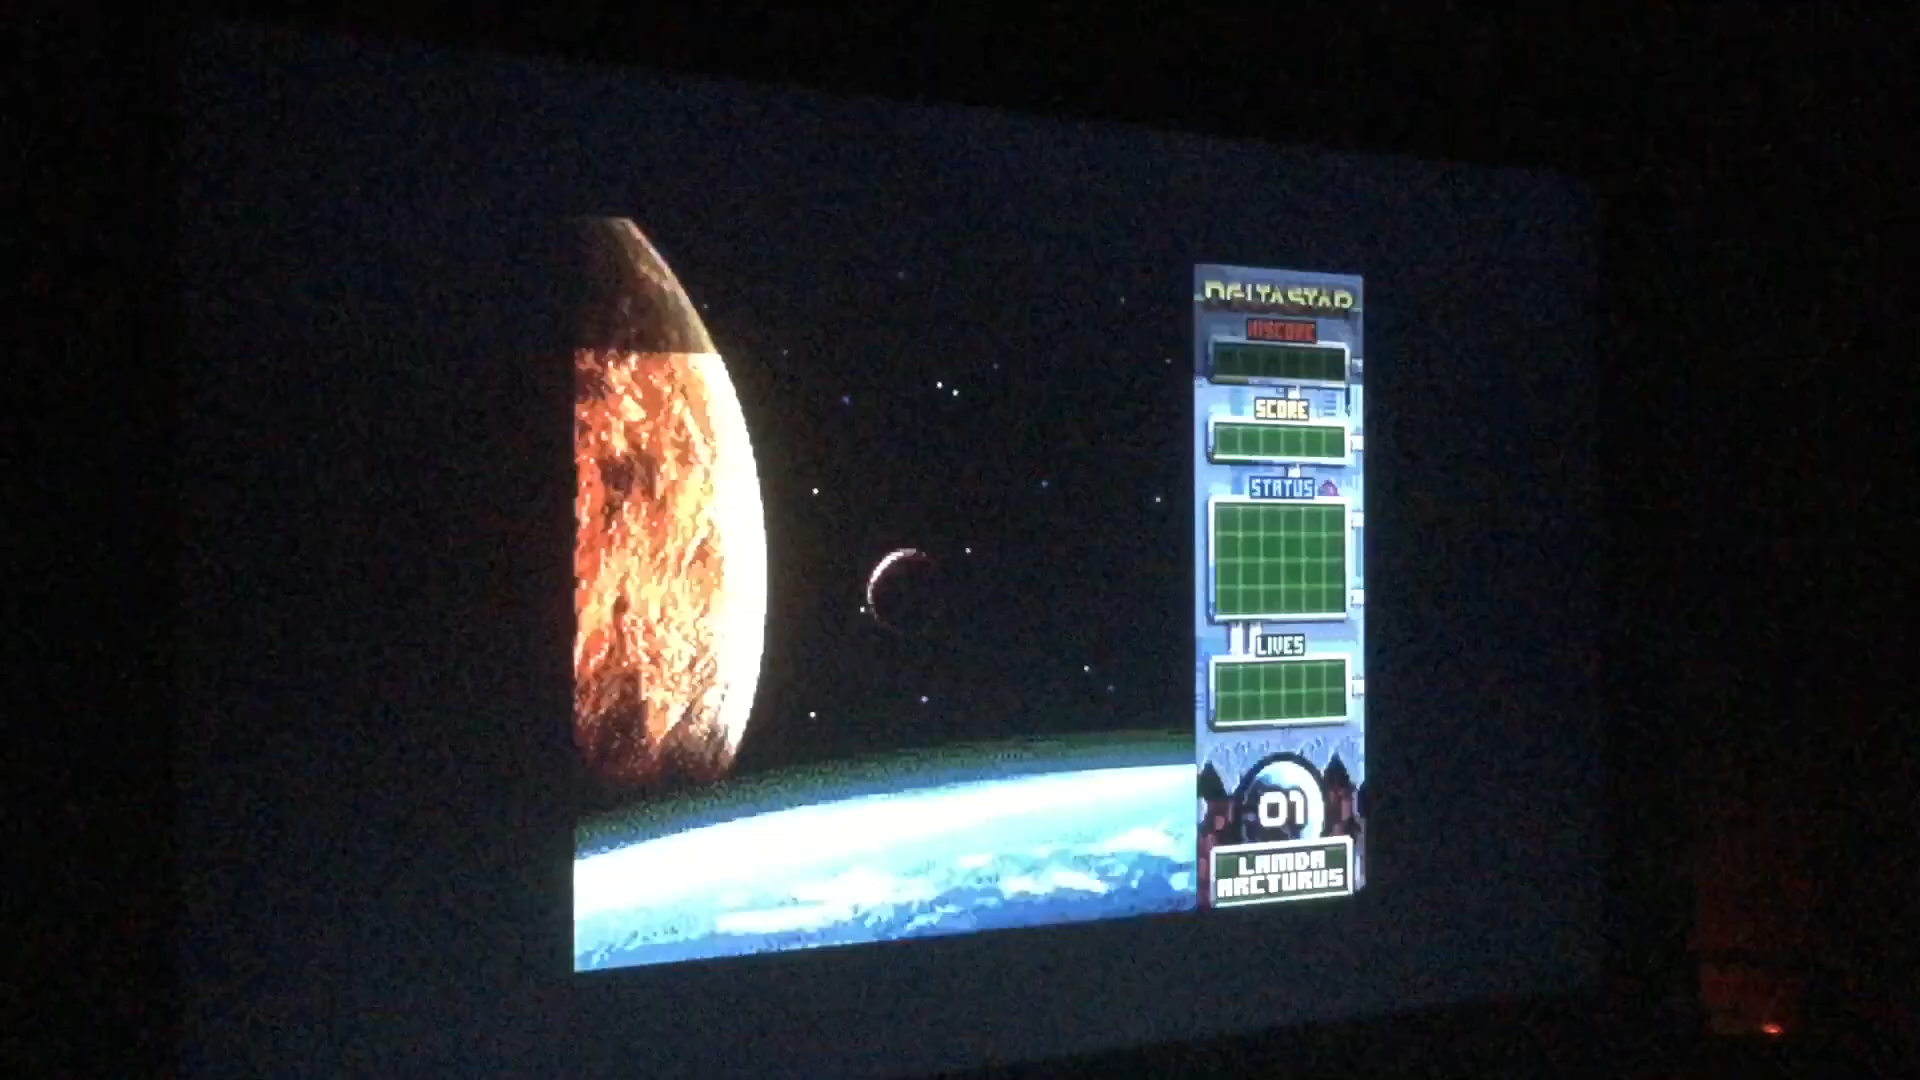 DELTASTAR
HISCORE
SCORE
STATUS
LIVES
01
LAMDA
ARCTURUS